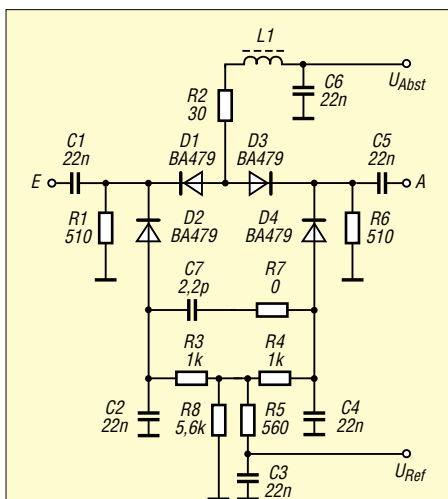 L1
U_Abst
R2
30
C6
22n
C1
22n
D1
BA479
D3
BA479
C5
22n
E
A
R1
510
D2
BA479
D4
BA479
R6
510
C7
2,2p
R7
0
R3
1k
R4
1k
C2
22n
R8
5,6k
R5
560
C4
22n
C3
22n
U_Ref